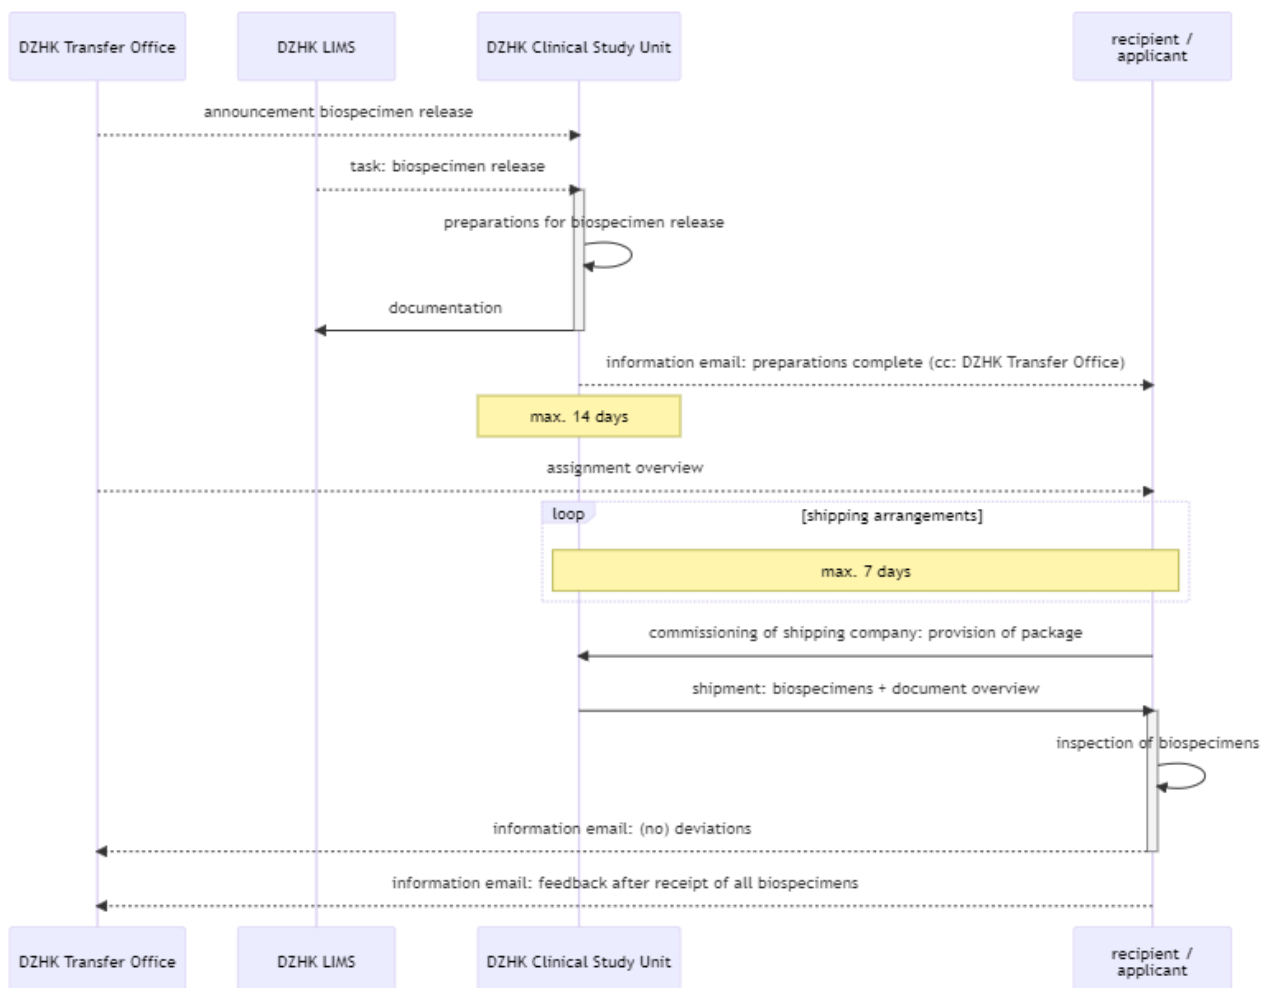 DZHK Transfer Office
DZHK LIMS
DZHK Clinical Study Unit
recipient /
applicant
announcement biospecimen release
task: biospecimen release
preparations for biospecimen release
documentation
information email: preparations complete (cc: DZHK Transfer Office)
max. 14 days
assignment overview
loop
[shipping arrangements]
max. 7 days
commissioning of shipping company: provision of package
shipment: biospecimens + document overview
inspection of biospecimens
information email: (no) deviations
information email: feedback after receipt of all biospecimens
DZHK Transfer Office
DZHK LIMS
DZHK Clinical Study Unit
recipient /
applicant